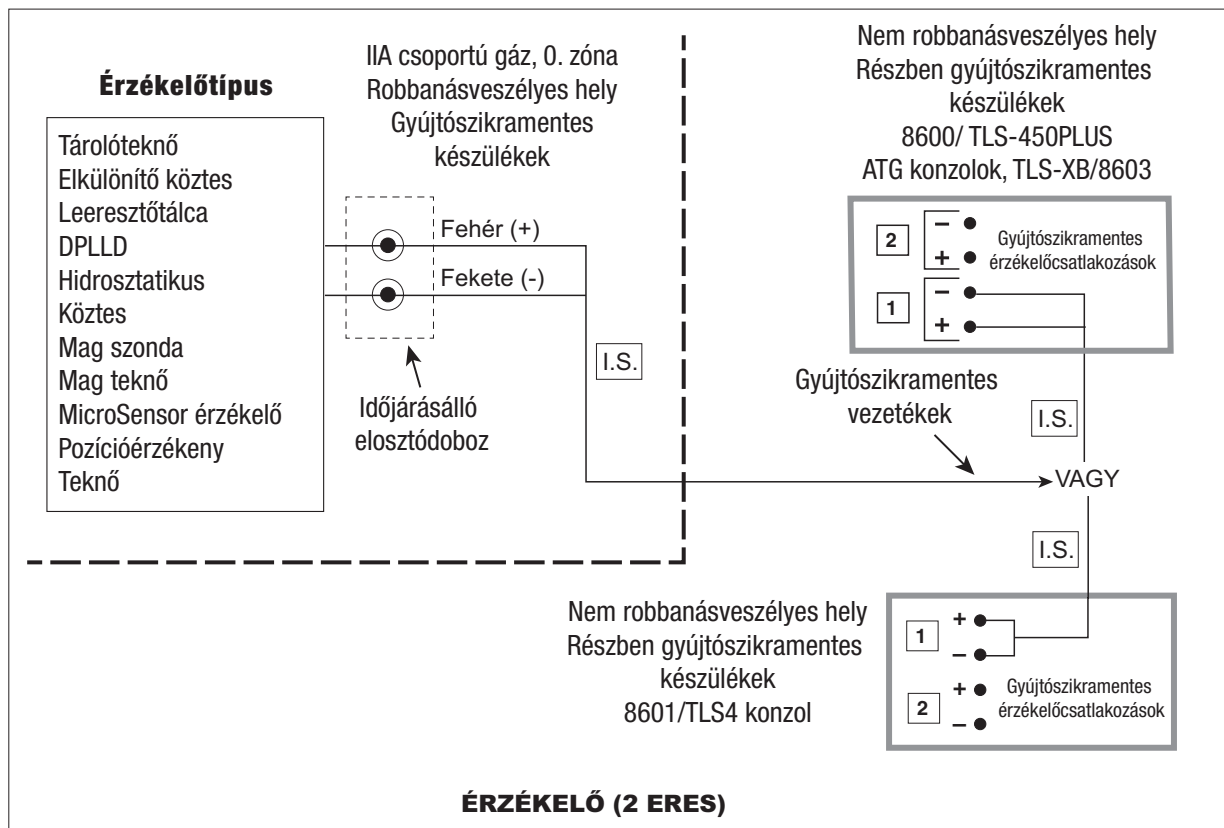 Érzékelőtípus
Tárolóteknő
Elkülönítő köztes
Leeresztőtálca
DPLLD
Hidrosztatikus
Köztes
Mag szonda
Mag teknő
MicroSensor érzékelő
Pozícióérzékeny
Teknő
IIA csoportú gáz, 0. zóna
Robbanásveszélyes hely
Gyújtószikramentes
készülékek
Fehér (+)
Fekete (-)
Időjárásálló
elosztódoboz
I.S.
Nem robbanásveszélyes hely
Részben gyújtószikramentes
készülékek
8600/ TLS-450PLUS
ATG konzolok, TLS-XB/8603
2
–
+
1
–
+
Gyújtószikramentes
érzékelőcsatlakozások
Gyújtószikramentes
vezetékek
I.S.
VAGY
I.S.
Nem robbanásveszélyes hely
Részben gyújtószikramentes
készülékek
8601/TLS4 konzol
1
+
–
2
+
–
Gyújtószikramentes
érzékelőcsatlakozások
ÉRZÉKELŐ (2 ERES)